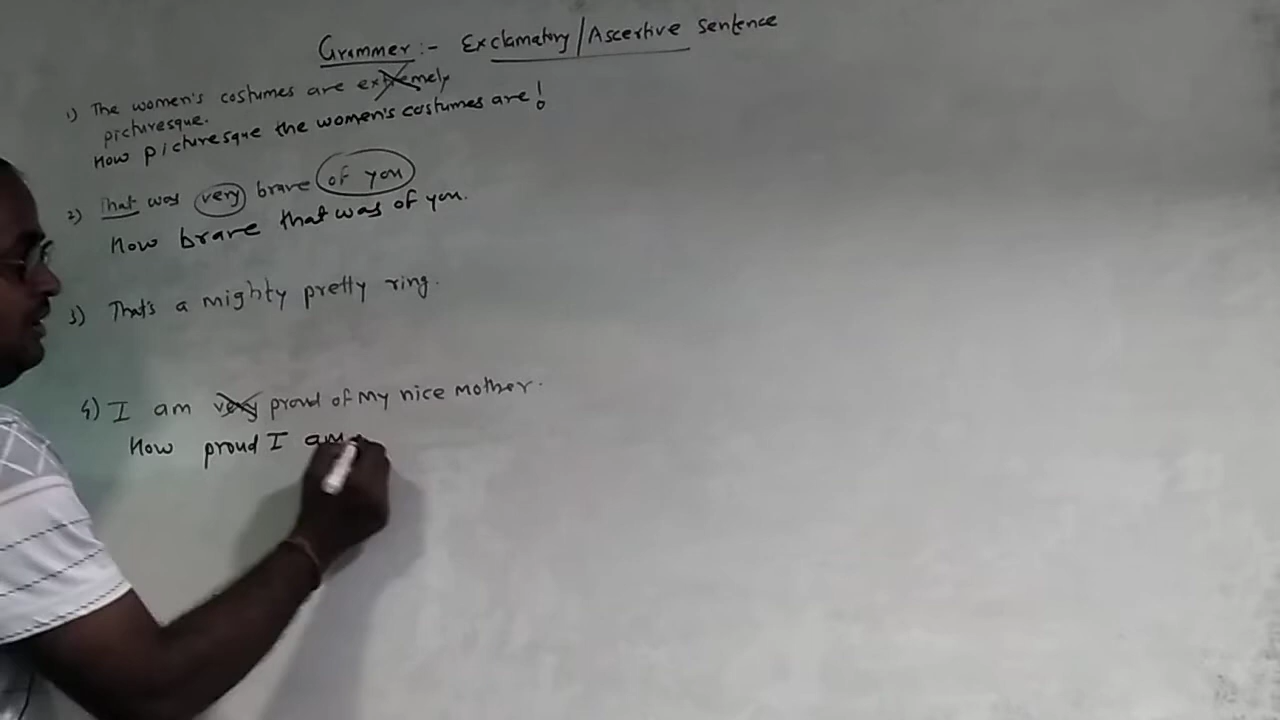 Grammer :- Exclamatory/Ascertive Sentence
1) The women's costumes are extremely
picturesque.
How picturesque the women's costumes are!
2) that was very brave of you
How brave that was of you.
3) That's a mighty pretty ring.
4) I am very proud of my nice mother.
How proud I am